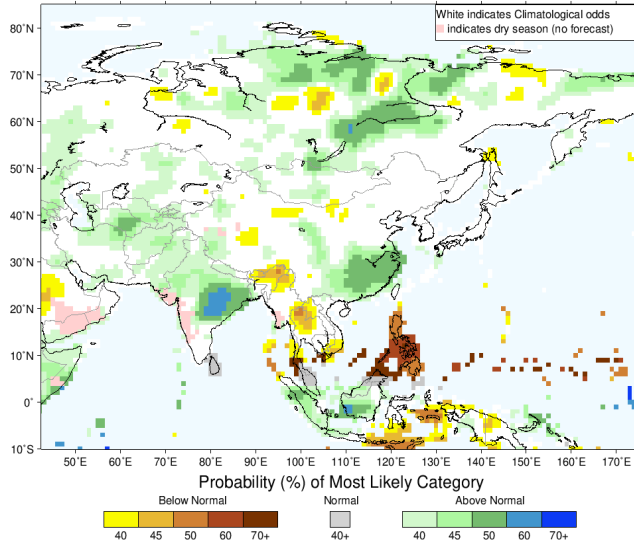 White indicates Climatological odds
indicates dry season (no forecast)
80˚N
70˚N
60˚N
50˚N
40˚N
30˚N
20˚N
10˚N
0˚
10˚S
50˚E 60˚E 70˚E 80˚E 90˚E 100˚E 110˚E 120˚E 130˚E 140˚E 150˚E 160˚E 170˚E
Probability (%) of Most Likely Category
Below Normal Normal Above Normal
40 45 50 60 70+ 40+ 40 45 50 60 70+